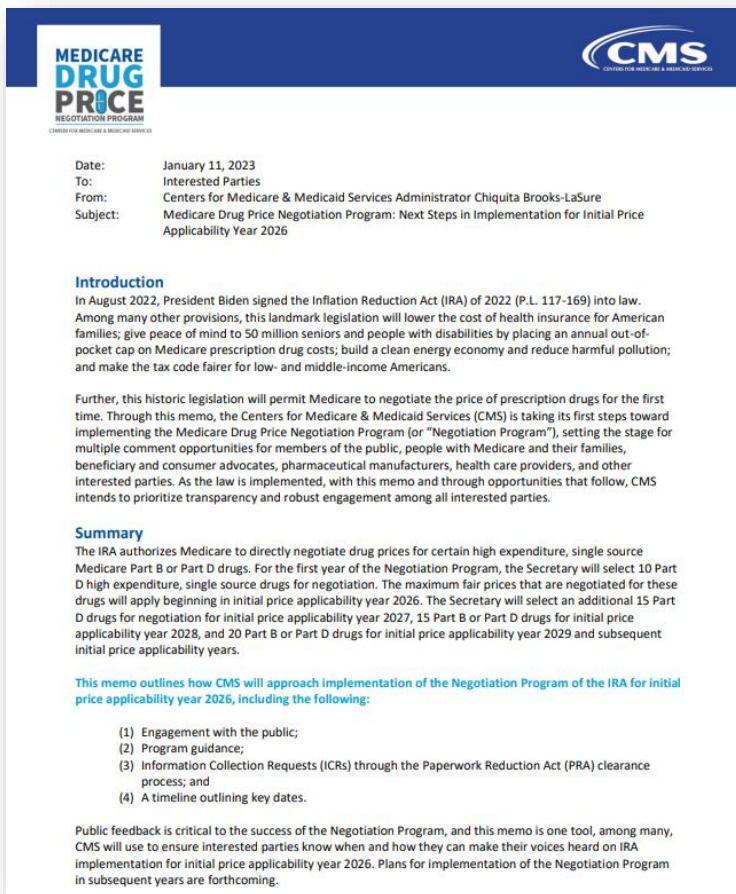 MEDICARE
DRUG
PRICE
NEGOTIATION PROGRAM
CENTERS FOR MEDICARE & MEDICAID SERVICES
CMS
CENTERS FOR MEDICARE & MEDICAID SERVICES
Date: January 11, 2023
To: Interested Parties
From: Centers for Medicare & Medicaid Services Administrator Chiquita Brooks-LaSure
Subject: Medicare Drug Price Negotiation Program: Next Steps in Implementation for Initial Price
Applicability Year 2026
Introduction
In August 2022, President Biden signed the Inflation Reduction Act (IRA) of 2022 (P.L. 117-169) into law.
Among many other provisions, this landmark legislation will lower the cost of health insurance for American
families; give peace of mind to 50 million seniors and people with disabilities by placing an annual out-of-
pocket cap on Medicare prescription drug costs; build a clean energy economy and reduce harmful pollution;
and make the tax code fairer for low- and middle-income Americans.
Further, this historic legislation will permit Medicare to negotiate the price of prescription drugs for the first
time. Through this memo, the Centers for Medicare & Medicaid Services (CMS) is taking its first steps toward
implementing the Medicare Drug Price Negotiation Program (or “Negotiation Program”), setting the stage for
multiple comment opportunities for members of the public, people with Medicare and their families,
beneficiary and consumer advocates, pharmaceutical manufacturers, health care providers, and other
interested parties. As the law is implemented, with this memo and through opportunities that follow, CMS
intends to prioritize transparency and robust engagement among all interested parties.
Summary
The IRA authorizes Medicare to directly negotiate drug prices for certain high expenditure, single source
Medicare Part B or Part D drugs. For the first year of the Negotiation Program, the Secretary will select 10 Part
D high expenditure, single source drugs for negotiation. The maximum fair prices that are negotiated for these
drugs will apply beginning in initial price applicability year 2026. The Secretary will select an additional 15 Part
D drugs for negotiation for initial price applicability year 2027, 15 Part B or Part D drugs for initial price
applicability year 2028, and 20 Part B or Part D drugs for initial price applicability year 2029 and subsequent
initial price applicability years.
This memo outlines how CMS will approach implementation of the Negotiation Program of the IRA for initial
price applicability year 2026, including the following:
(1) Engagement with the public;
(2) Program guidance;
(3) Information Collection Requests (ICRs) through the Paperwork Reduction Act (PRA) clearance
process; and
(4) A timeline outlining key dates.
Public feedback is critical to the success of the Negotiation Program, and this memo is one tool, among many,
CMS will use to ensure interested parties know when and how they can make their voices heard on IRA
implementation for initial price applicability year 2026. Plans for implementation of the Negotiation Program
in subsequent years are forthcoming.